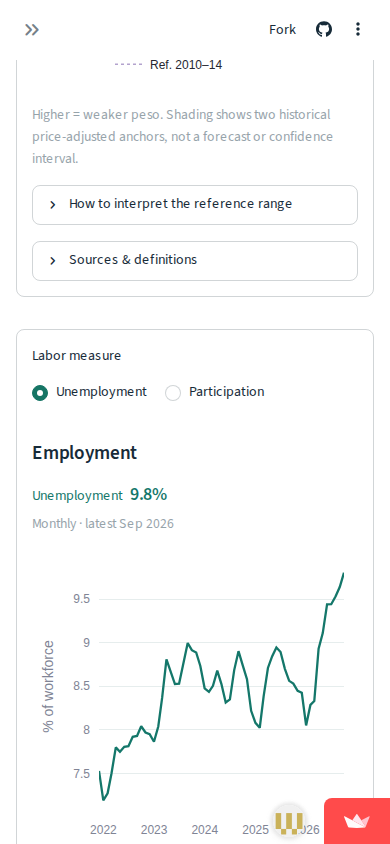 Fork
Ref. 2010–14
Higher = weaker peso. Shading shows two historical
price-adjusted anchors, not a forecast or confidence
interval.
How to interpret the reference range
Sources & definitions
Labor measure
Unemployment Participation
Employment
Unemployment 9.8%
Monthly · latest Sep 2026
% of workforce
9.5
9
8.5
8
7.5
2022 2023 2024 2025 026